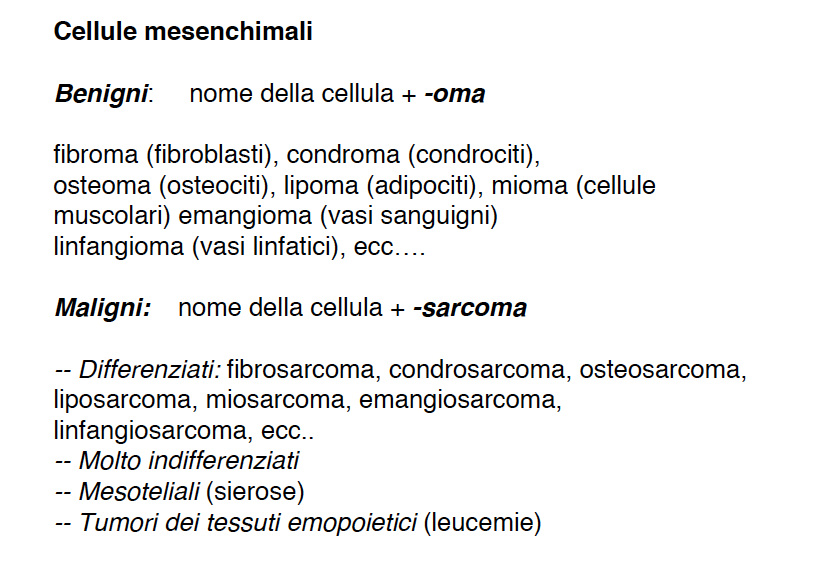 Cellule mesenchimali
Benigni: nome della cellula + -oma
fibroma (fibroblasti), condroma (condrociti),
osteoma (osteociti), lipoma (adipociti), mioma (cellule
muscolari) emangioma (vasi sanguigni)
linfangioma (vasi linfatici), ecc….
Maligni: nome della cellula + -sarcoma
-- Differenziati: fibrosarcoma, condrosarcoma, osteosarcoma,
liposarcoma, miosarcoma, emangiosarcoma,
linfangiosarcoma, ecc..
-- Molto indifferenziati
-- Mesoteliali (sierose)
-- Tumori dei tessuti emopoietici (leucemie)